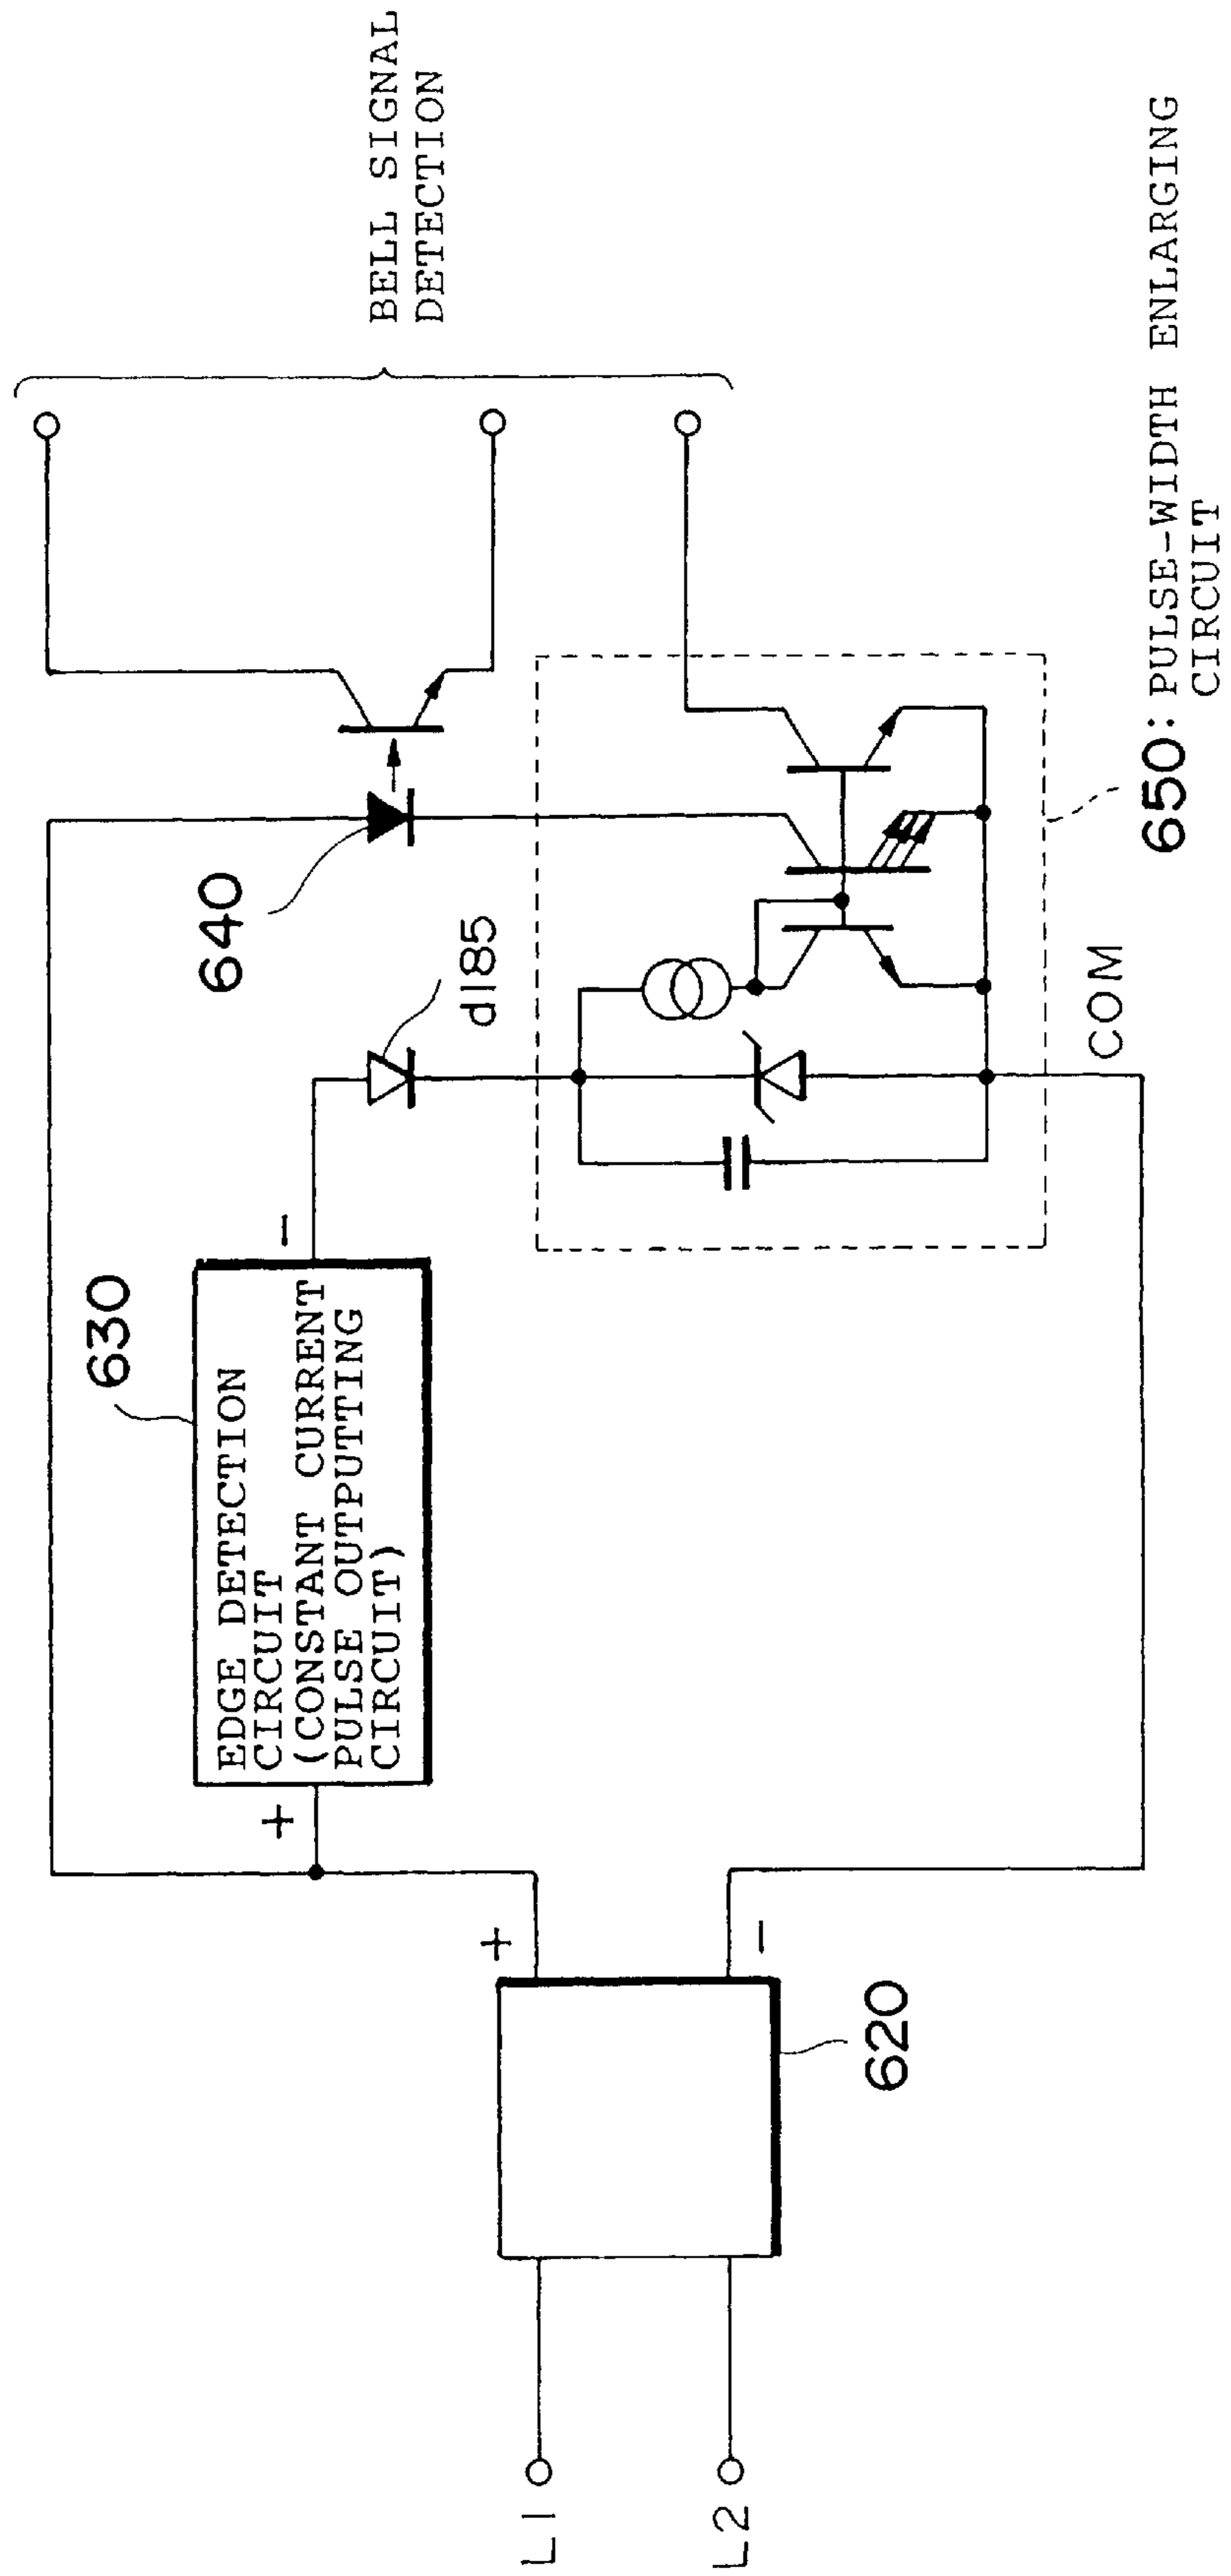 L1
L2
+
−
620
+
630
EDGE DETECTION
CIRCUIT
(CONSTANT CURRENT
PULSE OUTPUTTING
CIRCUIT)
−
640
d185
COM
BELL SIGNAL
DETECTION
650: PULSE-WIDTH ENLARGING
CIRCUIT